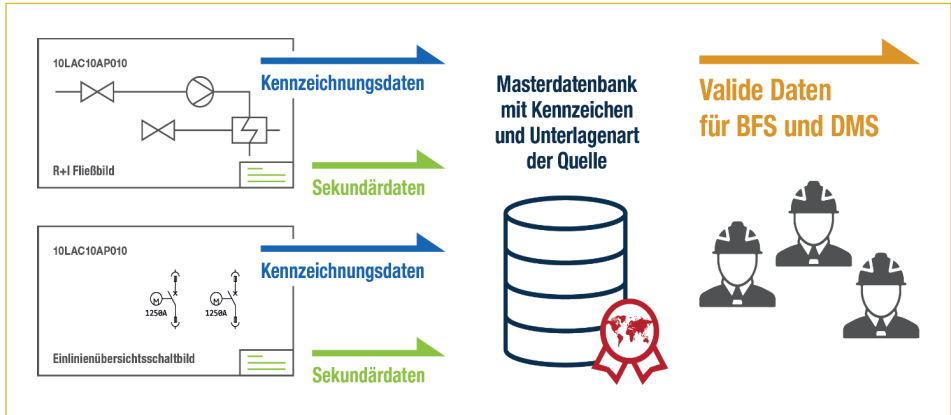 10LAC10AP010
R+I Fließbild
Kennzeichnungsdaten
Sekundärdaten
10LAC10AP010
M
1250A
M
1250A
Einlinienübersichtsschaltbild
Kennzeichnungsdaten
Sekundärdaten
Masterdatenbank
mit Kennzeichen
und Unterlagenart
der Quelle
Valide Daten
für BFS und DMS